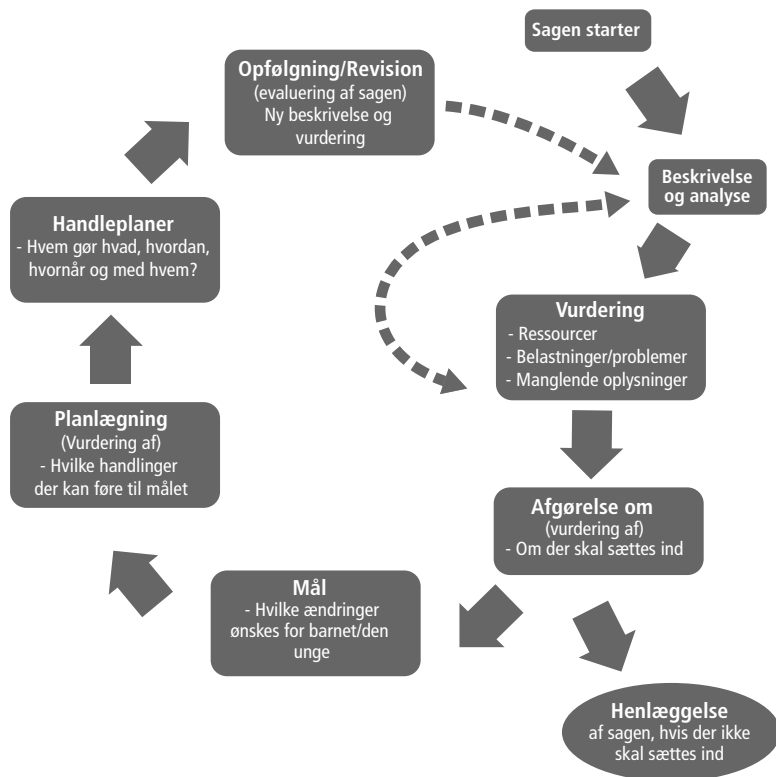 Sagen starter
Beskrivelse
og analyse
Vurdering
- Ressourcer
- Belastninger/problemer
- Manglende oplysninger
Afgørelse om
(vurdering af)
- Om der skal sættes ind
Henlæggelse
af sagen, hvis der ikke
skal sættes ind
Mål
- Hvilke ændringer
ønskes for barnet/den
unge
Planlægning
(Vurdering af)
- Hvilke handlinger
der kan føre til målet
Handleplaner
- Hvem gør hvad, hvordan,
hvornår og med hvem?
Opfølgning/Revision
(evaluering af sagen)
Ny beskrivelse og
vurdering